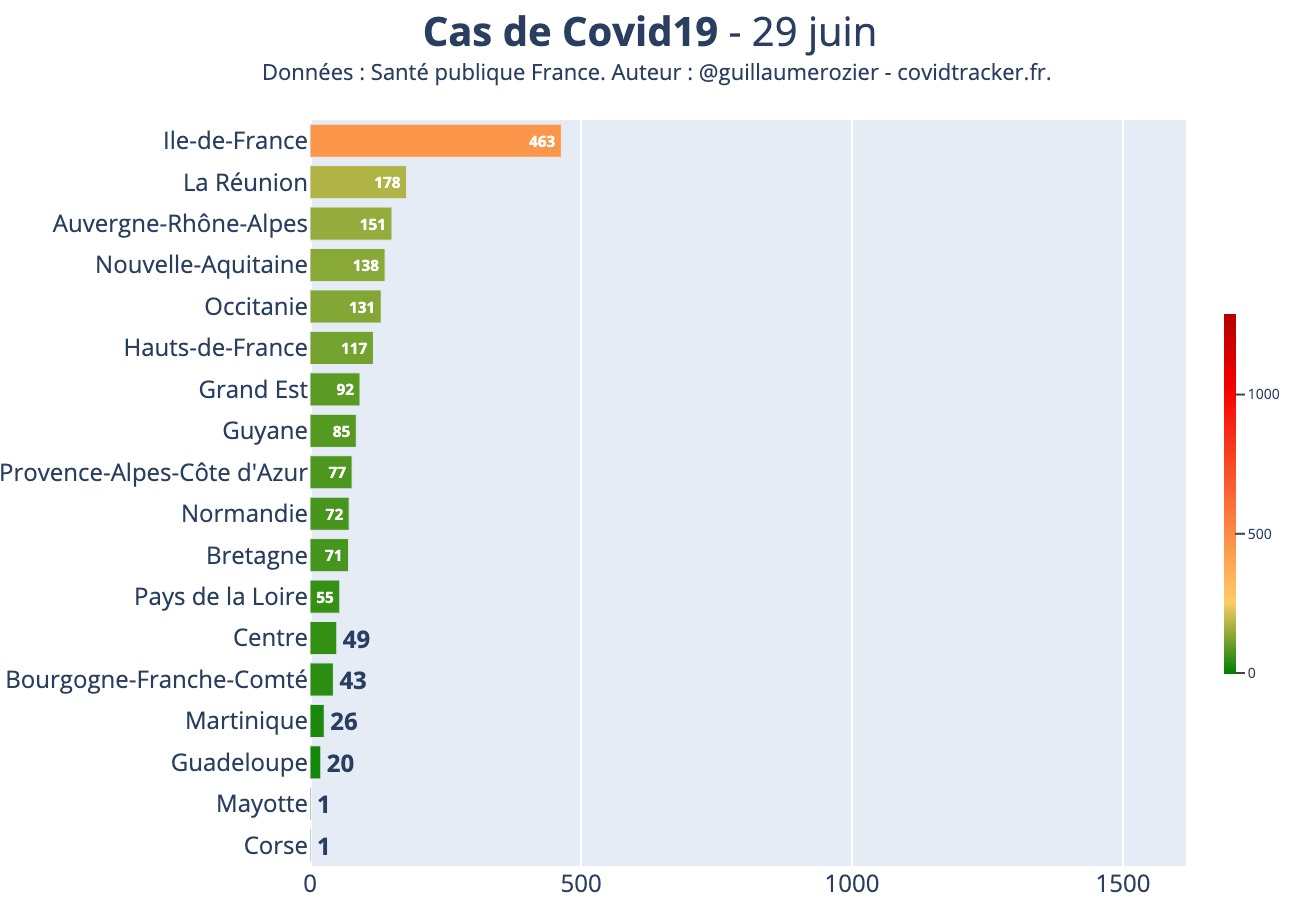 Cas de Covid19 - 29 juin
Données : Santé publique France. Auteur : @guillaumerozier - covidtracker.fr.
Ile-de-France 463
La Réunion 178
Auvergne-Rhône-Alpes 151
Nouvelle-Aquitaine 138
Occitanie 131
Hauts-de-France 117
Grand Est 92
Guyane 85
Provence-Alpes-Côte d'Azur 77
Normandie 72
Bretagne 71
Pays de la Loire 55
Centre 49
Bourgogne-Franche-Comté 43
Martinique 26
Guadeloupe 20
Mayotte 1
Corse 1
0 500 1000 1500
1000
500
0